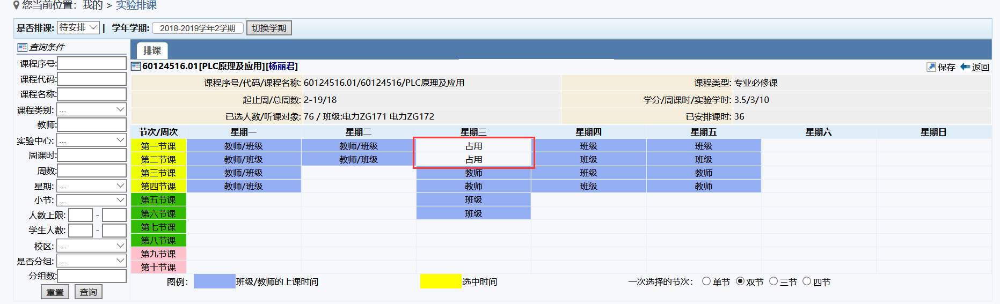 您当前位置： 我的 > 实验排课
是否排课: 待安排 | 学年学期: 2018-2019学年2学期 切换学期
查询条件
课程序号:
课程代码:
课程名称:
课程类别: ...
教师:
实验中心: ...
周课时:
周数:
星期: ...
小节: ...
人数上限: -
学生人数: -
校区: ...
是否分组: ...
分组数:
重置 查询
排课
60124516.01[PLC原理及应用][杨丽君] 保存 返回
课程序号/代码/课程名称: 60124516.01/60124516/PLC原理及应用 课程类型: 专业必修课
起止周/总周数: 2-19/18 学分/周课时/实验学时: 3.5/3/10
已选人数/听课对象: 76 / 班级:电力ZG171 电力ZG172 已安排课时: 36
节次/周次 星期一 星期二 星期三 星期四 星期五 星期六 星期日
第一节课 教师/班级 教师/班级 占用 班级 班级
第二节课 教师/班级 教师/班级 占用 班级 班级
第三节课 教师/班级 教师 班级 教师
第四节课 教师/班级 教师 班级 教师
第五节课 班级
第六节课 班级
第七节课
第八节课
第九节课
第十节课
图例： 班级/教师的上课时间 选中时间 一次选择的节次： 单节 双节 三节 四节